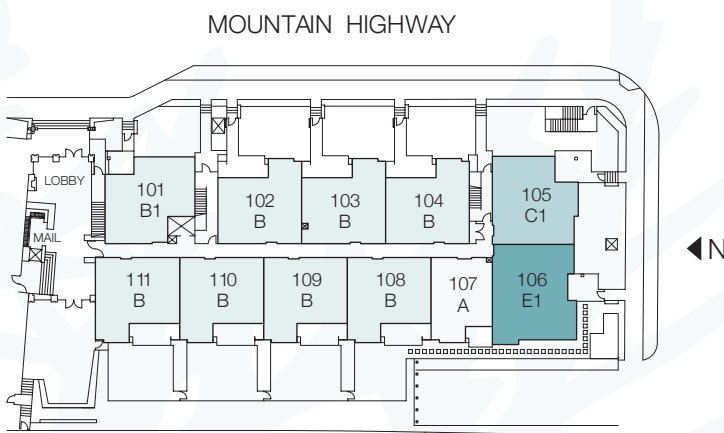 MOUNTAIN HIGHWAY
LOBBY
MAIL
101
B1
102
B
103
B
104
B
105
C1
N
111
B
110
B
109
B
108
B
107
A
106
E1